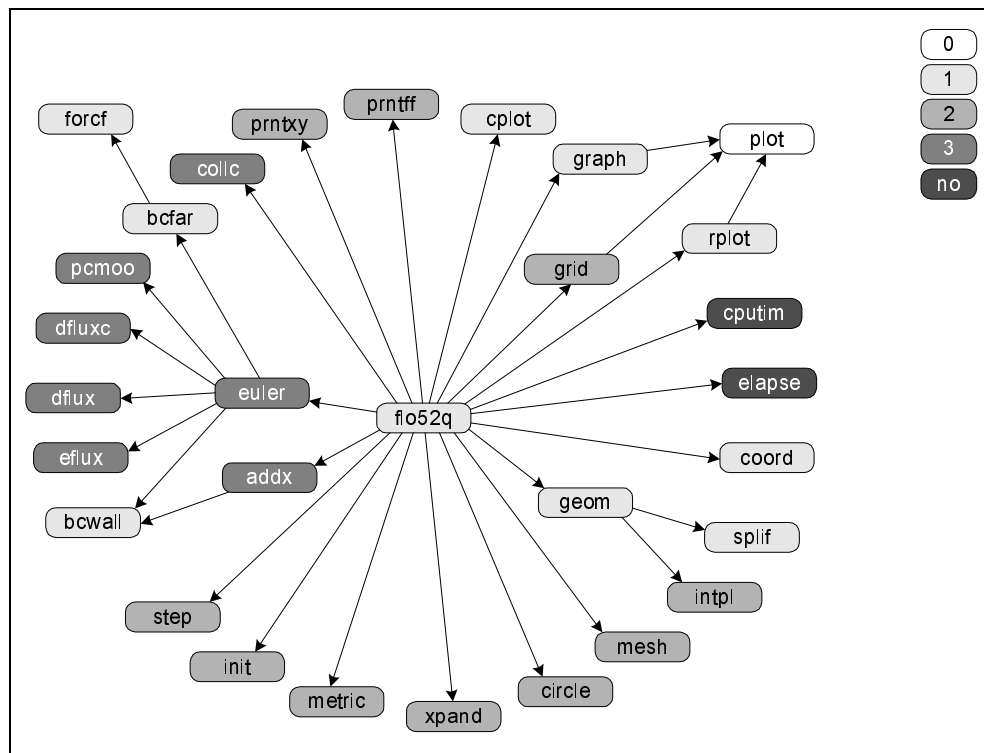 0
1
2
3
no
forcf
prntxy
prntff
cplot
graph
plot
collc
bcfar
rplot
grid
pcmoo
cputim
dfluxc
elapse
dflux
euler
flo52q
coord
eflux
addx
geom
bcwall
splif
intpl
step
mesh
init
circle
metric
xpand